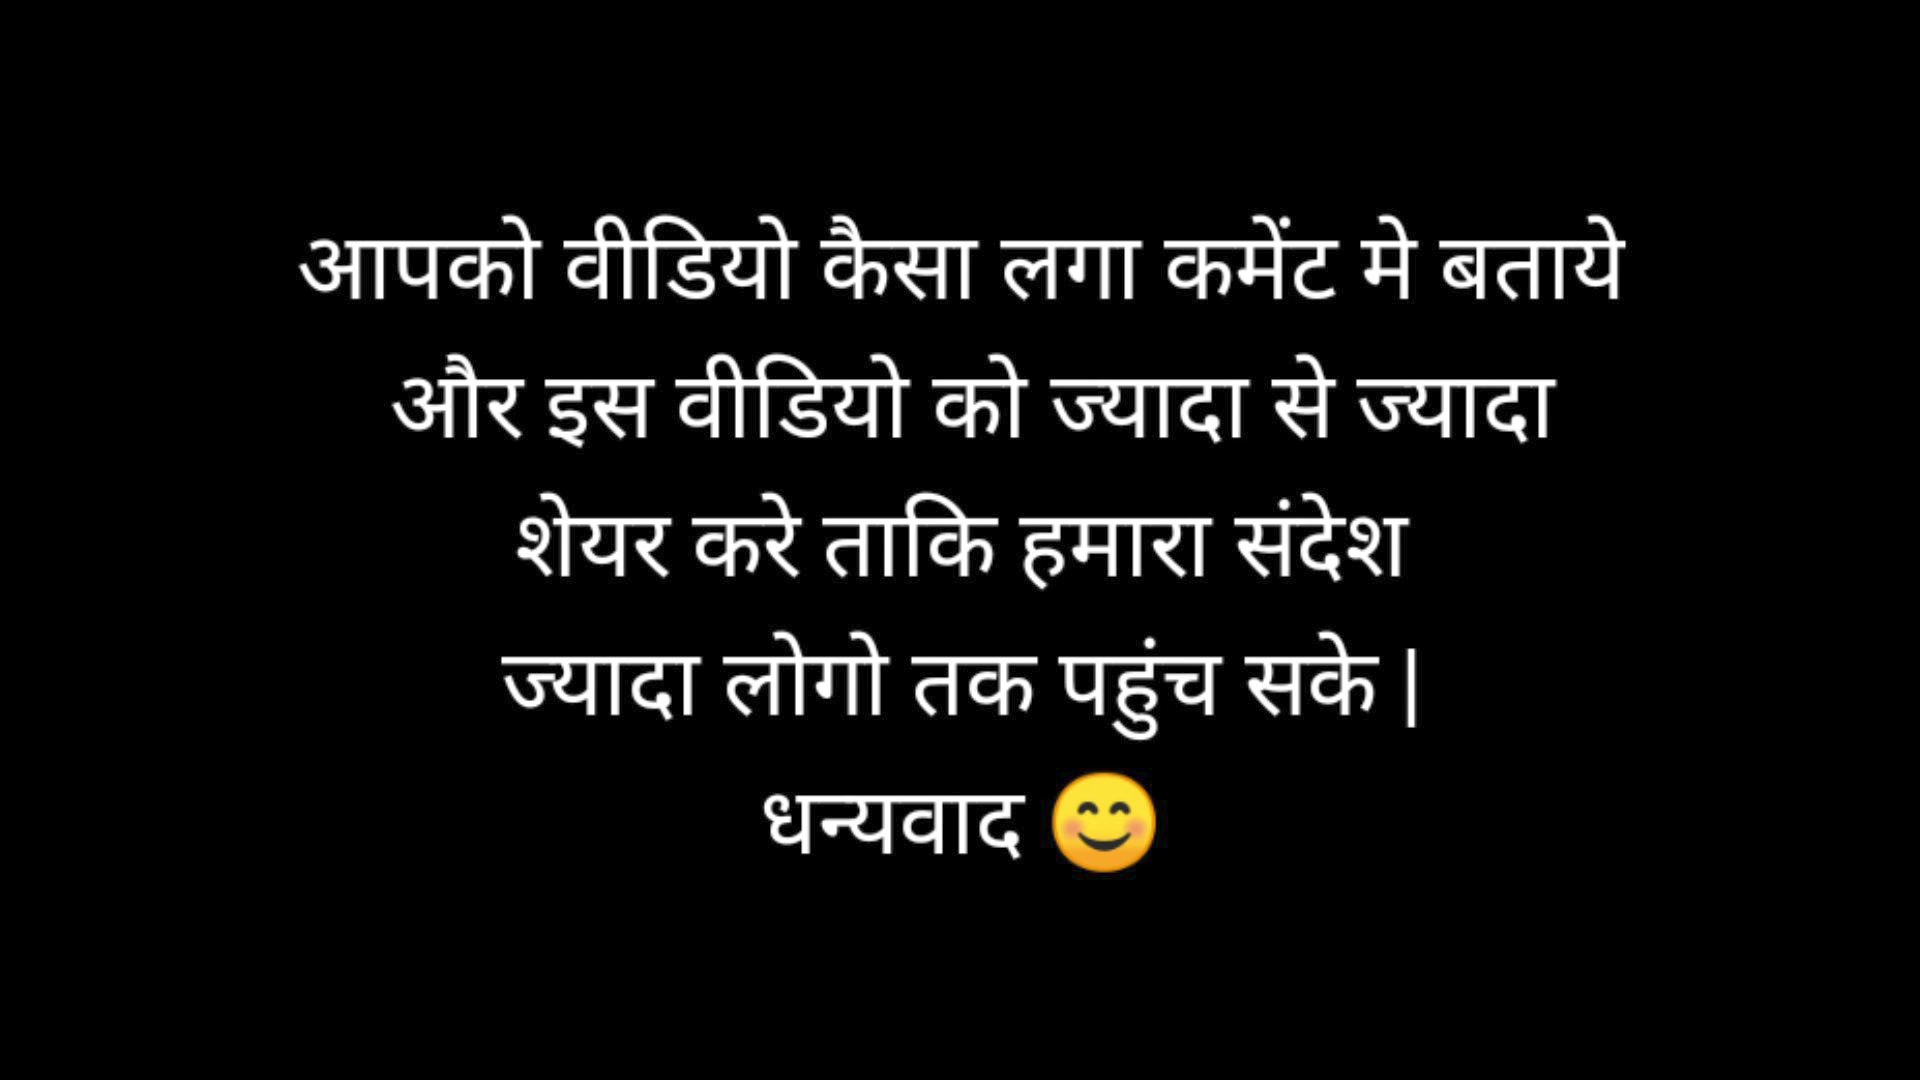 आपको वीडियो कैसा लगा कमेंट मे बताये
और इस वीडियो को ज्यादा से ज्यादा
शेयर करे ताकि हमारा संदेश
ज्यादा लोगो तक पहुंच सके |
धन्यवाद 😊